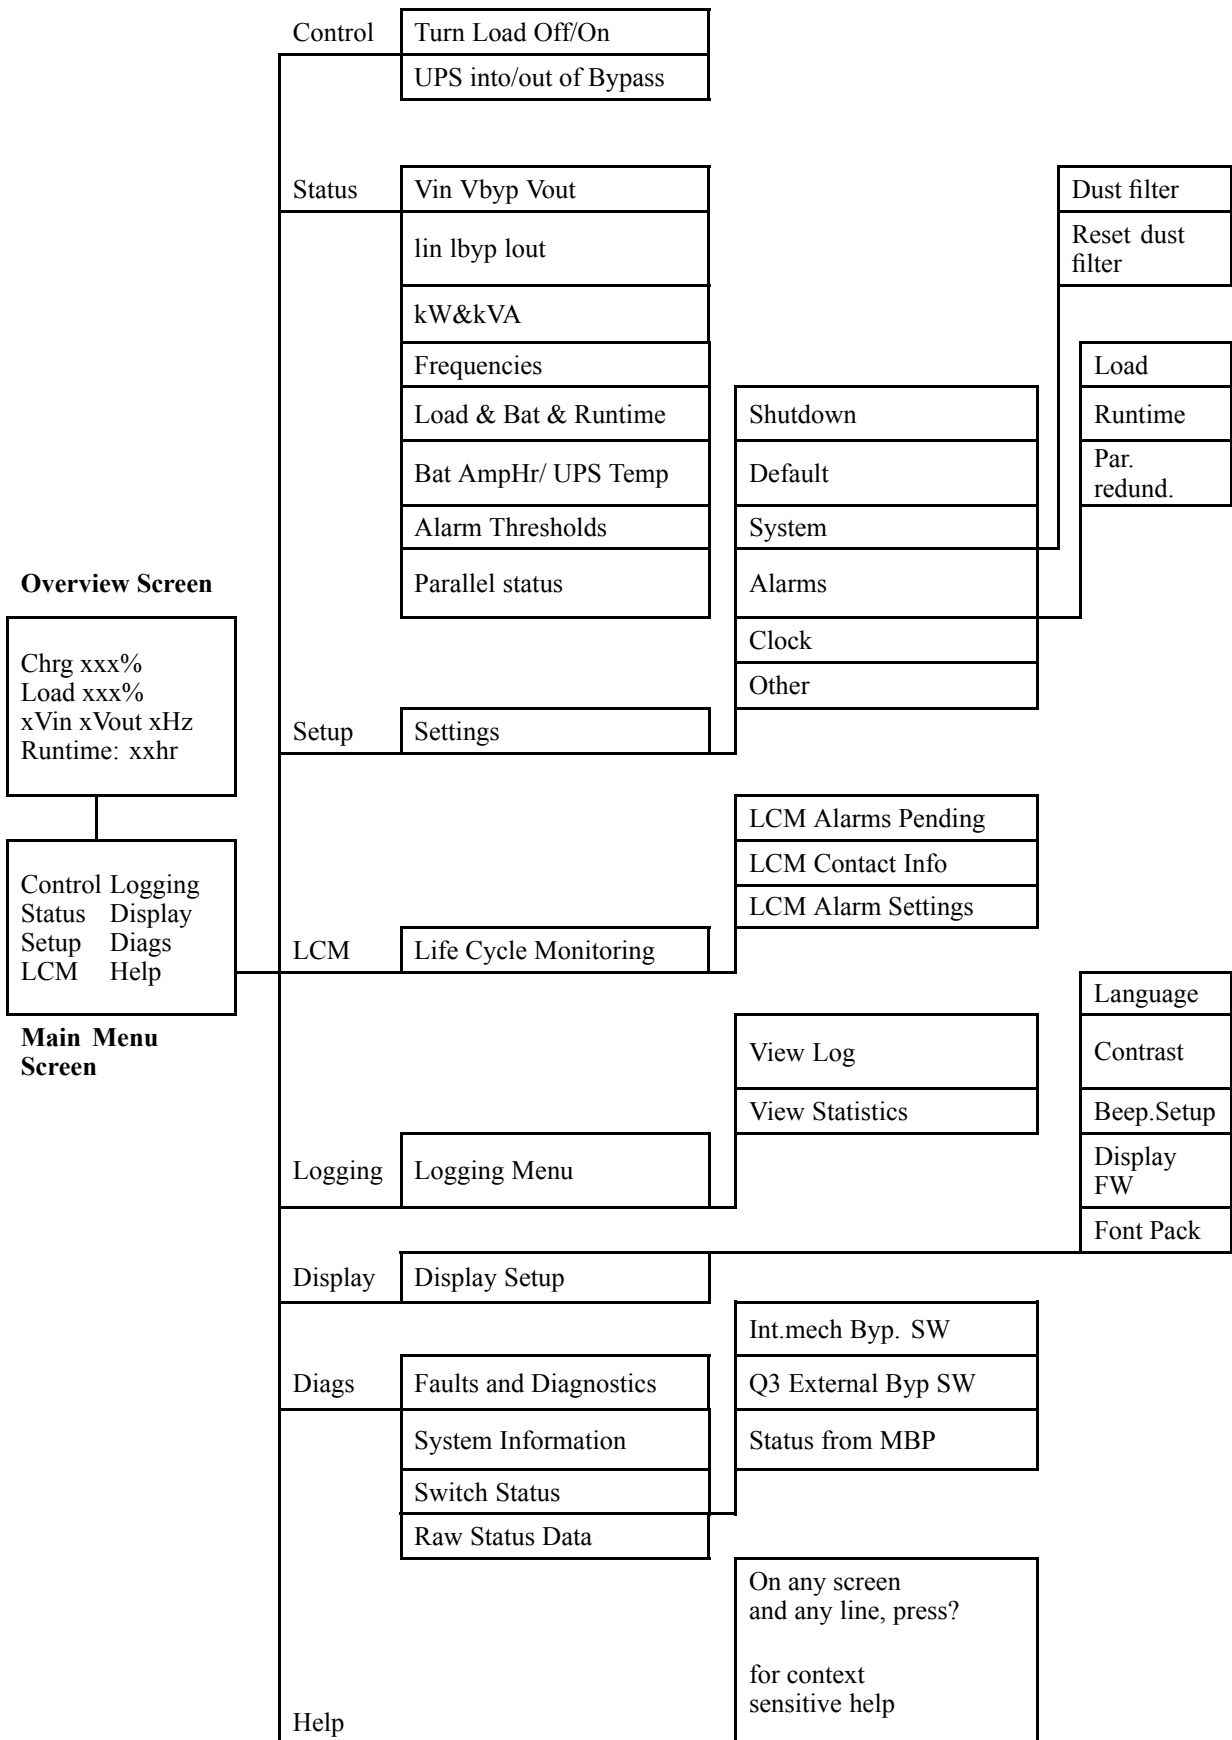 Control
Turn Load Off/On
UPS into/out of Bypass
Status
Vin Vbyp Vout
lin lbyp lout
kW&kVA
Frequencies
Load & Bat & Runtime
Bat AmpHr/ UPS Temp
Alarm Thresholds
Parallel status
Dust filter
Reset dust
filter
Load
Runtime
Par.
redund.
Shutdown
Default
System
Alarms
Clock
Other
Overview Screen
Chrg xxx%
Load xxx%
xVin xVout xHz
Runtime: xxhr
Setup
Settings
Control Logging
Status Display
Setup Diags
LCM Help
Main Menu
Screen
LCM Alarms Pending
LCM Contact Info
LCM Alarm Settings
LCM
Life Cycle Monitoring
View Log
View Statistics
Logging
Logging Menu
Language
Contrast
Beep.Setup
Display
FW
Font Pack
Display
Display Setup
Int.mech Byp. SW
Q3 External Byp SW
Status from MBP
Diags
Faults and Diagnostics
System Information
Switch Status
Raw Status Data
On any screen
and any line, press?
for context
sensitive help
Help